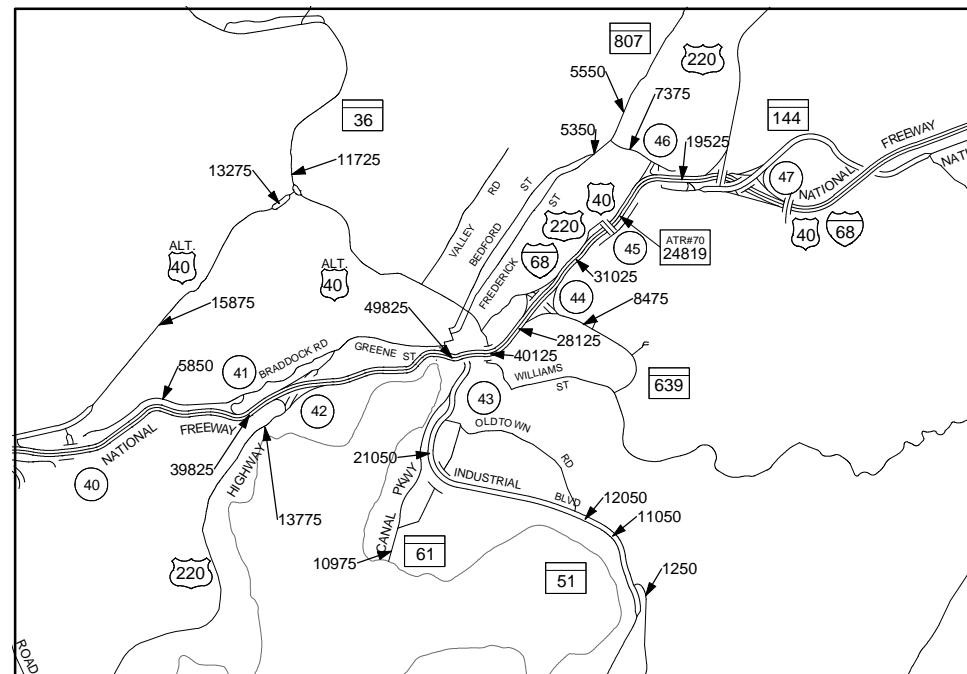 807
220
5550
7375
144
36
5350
46
19525
FREEWAY
11725
13275
NATIONAL
47
RD
ST
VALLEY
BEDFORD
ST
40
220
40
68
ATR#70
24819
45
FREDERICK
68
ALT.
40
ALT.
40
31025
44
8475
15875
49825
28125
5850
41
BRADDOCK RD
GREENE ST
40125
WILLIAMS
ST
639
43
42
NATIONAL
FREEWAY
OLDTOWN
RD
39825
HIGHWAY
21050
PKWY
INDUSTRIAL
BLVD
12050
11050
40
13775
CANAL
10975
61
220
51
1250
ROAD